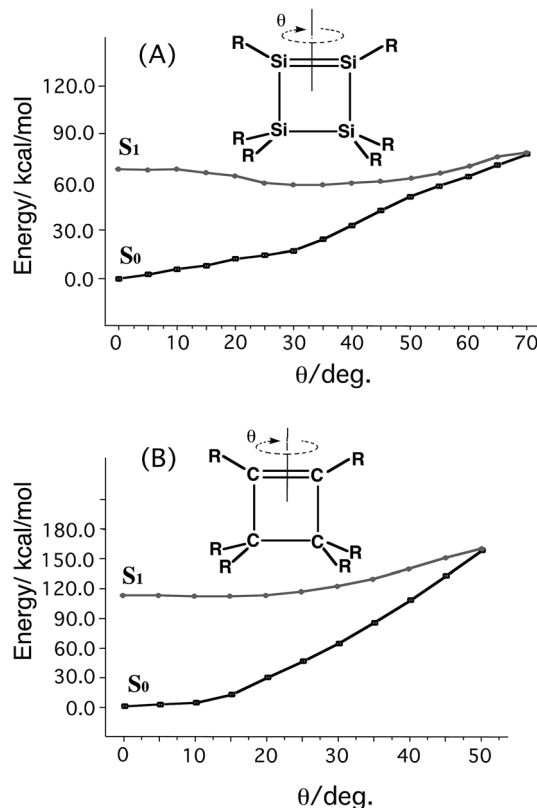 (A)
θ
R
R
Si
Si
Si
Si
R
R
R
R
Energy/ kcal/mol
120.0
90.0
60.0
30.0
0.0
S1
S0
0 10 20 30 40 50 60 70
θ/deg.
(B)
θ
R
R
C
C
C
C
R
R
R
R
Energy/ kcal/mol
180.0
150.0
120.0
90.0
60.0
30.0
0.0
S1
S0
0 10 20 30 40 50
θ/deg.